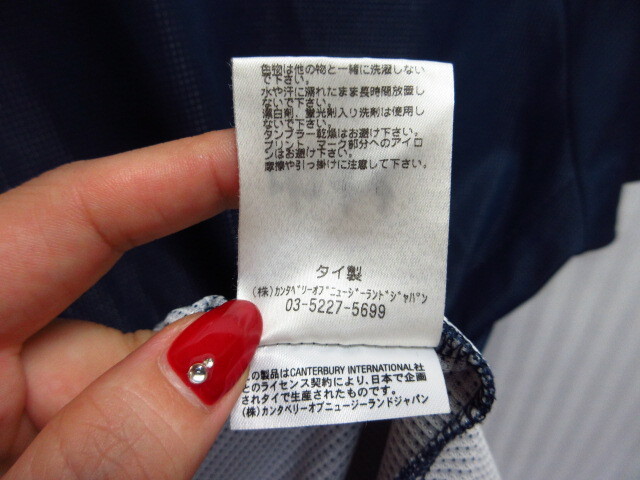 色物は他の物と一緒に洗濯しない
で下さい。
水や汗に濡れたまま長時間放置し
ないで下さい。
漂白剤、蛍光剤入り洗剤は使用し
ないで下さい。
タンブラー乾燥はお避け下さい。
プリント、マーク部分へのアイロ
ンはお避け下さい。
摩擦や引っ掛けに注意して下さい。
タイ製
(株)ｶﾝﾀﾍﾞﾘｰｵﾌﾞﾆｭｰｼﾞｰﾗﾝﾄﾞｼﾞｬﾊﾟﾝ
03-5227-5699
の製品はCANTERBURY INTERNATIONAL社
とのライセンス契約により、日本で企画
されタイで生産されたものです。
(株)カンタベリーオブニュージーランドジャパン